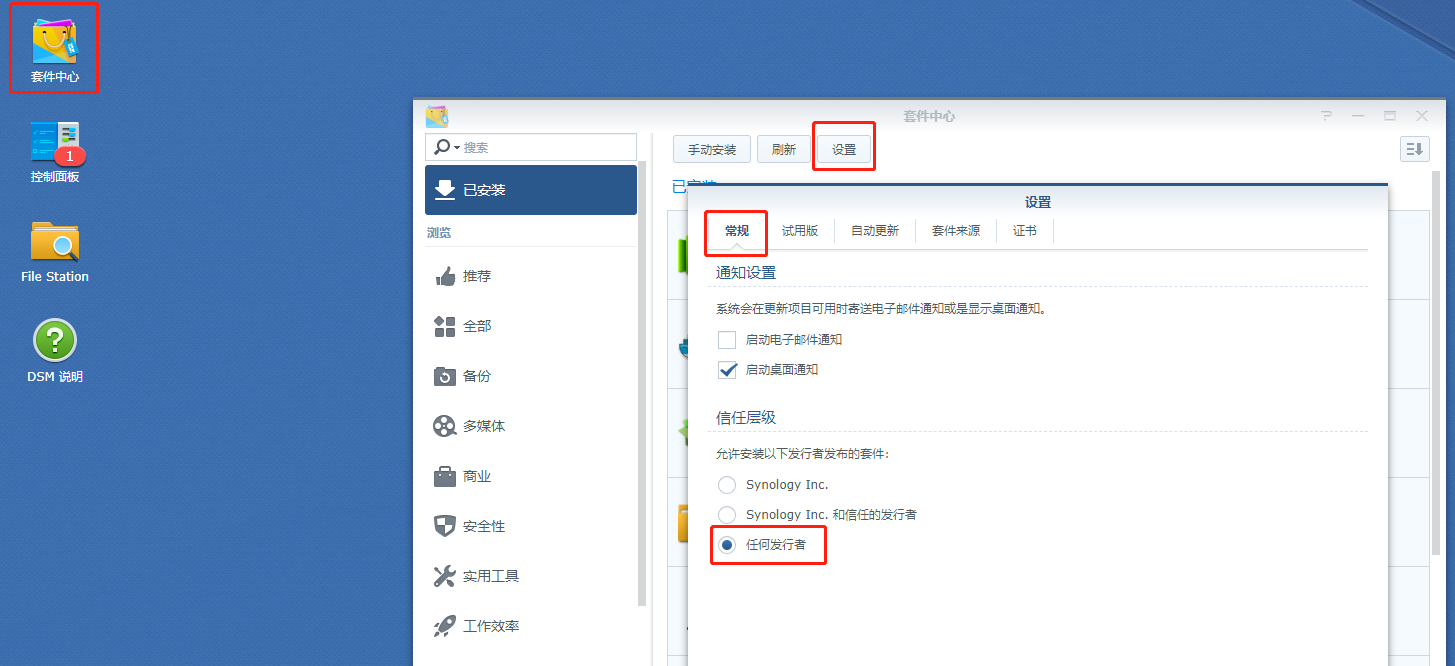 套件中心
1
控制面板
File Station
?
DSM 说明
套件中心
搜索
已安装
浏览
推荐
全部
备份
多媒体
商业
安全性
实用工具
工作效率
手动安装
刷新
设置
已安装
设置
常规
试用版
自动更新
套件来源
证书
通知设置
系统会在更新项目可用时寄送电子邮件通知或是显示桌面通知。
启动电子邮件通知
启动桌面通知
信任层级
允许安装以下发行者发布的套件:
Synology Inc.
Synology Inc. 和信任的发行者
任何发行者